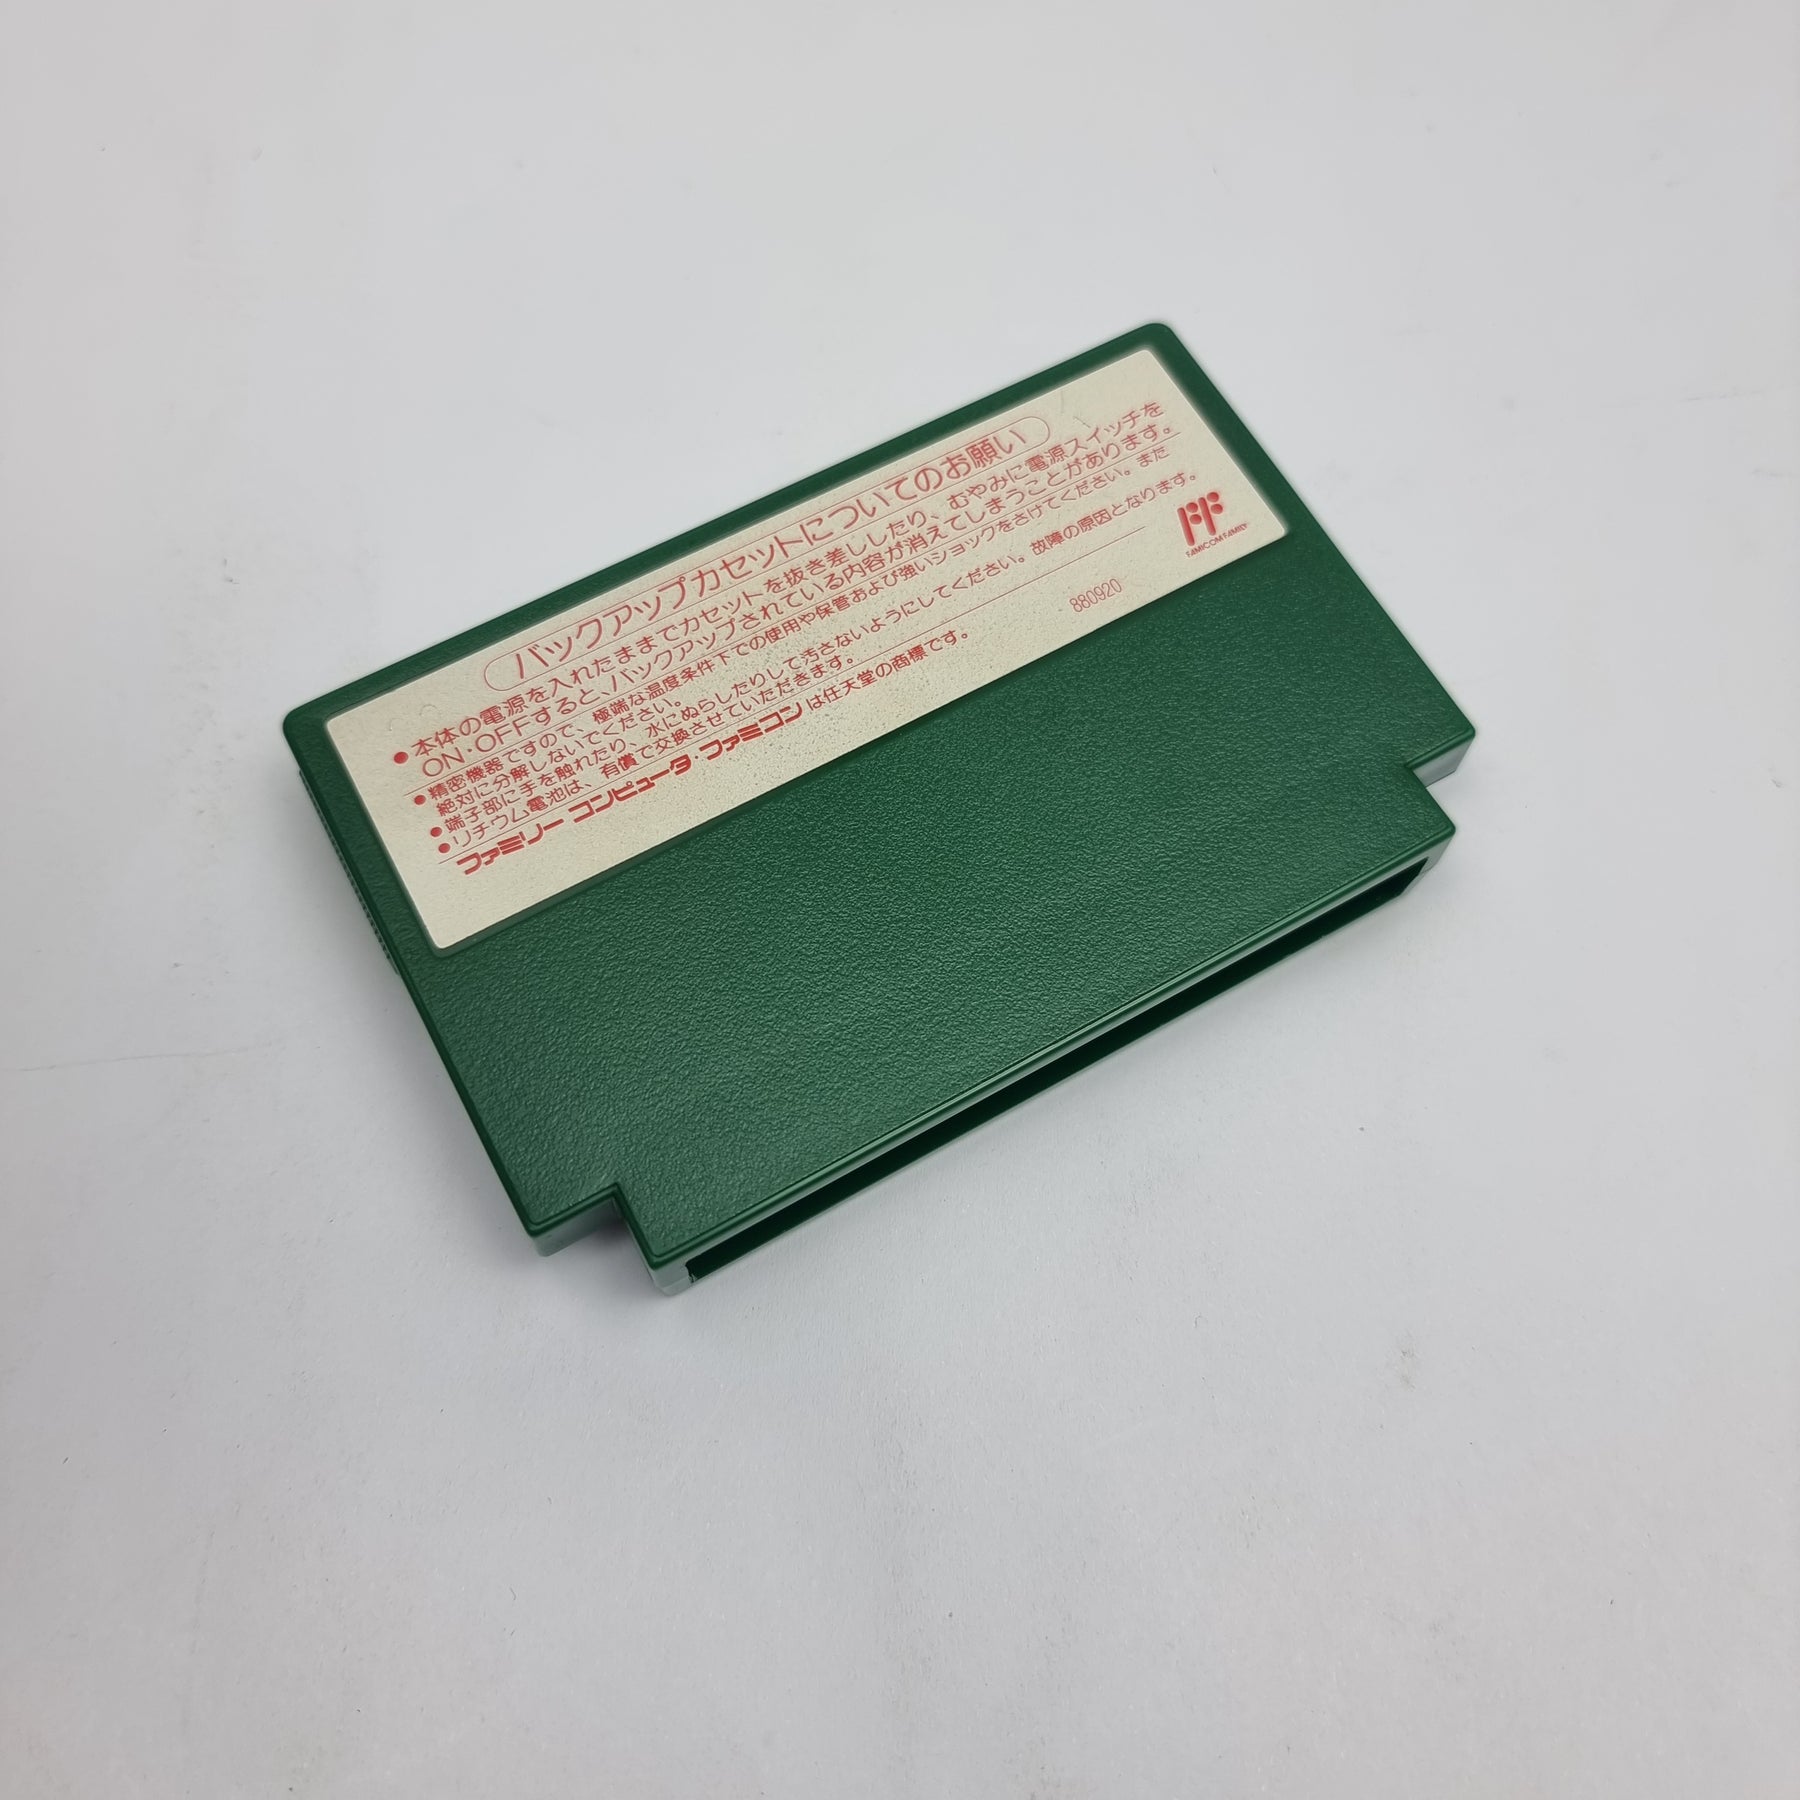 バックアップカセットについてのお願い
●本体の電源を入れたままでカセットを抜き差ししたり、むやみに電源スイッチを
ON・OFFすると、バックアップされている内容が消えてしまうことがあります。
●精密機器ですので、極端な温度条件下での使用や保管および強いショックをさけてください。また
絶対に分解しないでください。
●端子部に手を触れたり、水にぬらしたりして汚さないようにしてください。故障の原因となります。
●リチウム電池は、有償で交換させていただきます。
ファミリー コンピュータ・ファミコンは任天堂の商標です。
880920
FAMICOM FAMILY